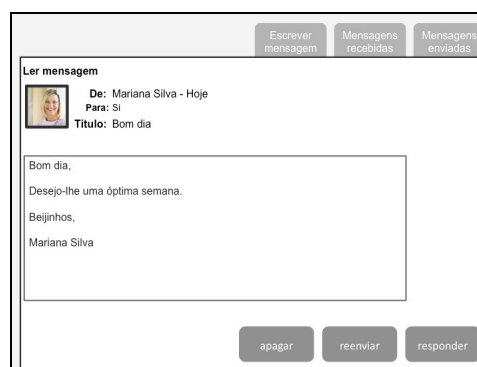 Escrever mensagem
Mensagens recebidas
Mensagens enviadas
Ler mensagem
De: Mariana Silva - Hoje
Para: Si
Título: Bom dia
Bom dia,
Desejo-lhe uma óptima semana.
Beijinhos,
Mariana Silva
apagar
reenviar
responder